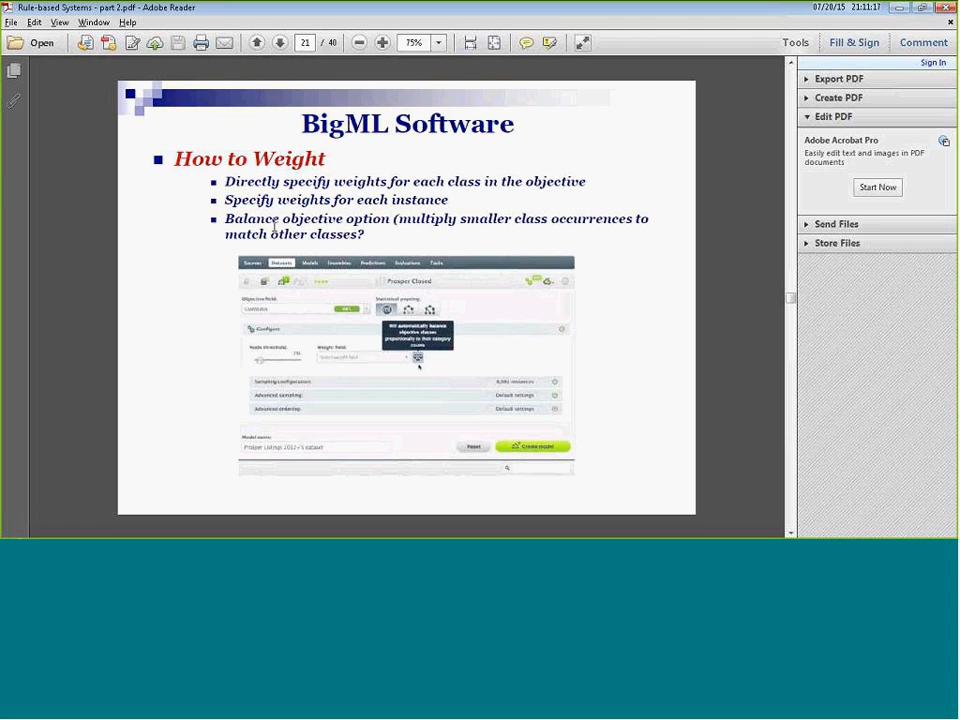 Rule-based Systems - part 2.pdf - Adobe Reader
07/20/15 21:11:17
File Edit View Window Help
Open
21 / 40
75%
Tools
Fill & Sign
Comment
Sign In
Export PDF
Create PDF
Edit PDF
Adobe Acrobat Pro
Easily edit text and images in PDF
documents
Start Now
Send Files
Store Files
BigML Software
How to Weight
Directly specify weights for each class in the objective
Specify weights for each instance
Balance objective option (multiply smaller class occurrences to
match other classes?
Sources Datasets Models Ensembles Predictions Evaluations Tasks
Prosper Closed
Objective field:
Statistical pruning:
Configure
Will automatically balance
objective classes
proportionally to their category
counts
Node threshold:
Weight field:
Sampling configuration:
instances
Advanced sampling:
Default settings
Advanced ordering:
Default settings
Model name:
Prosper Listings dataset
Reset
Create model